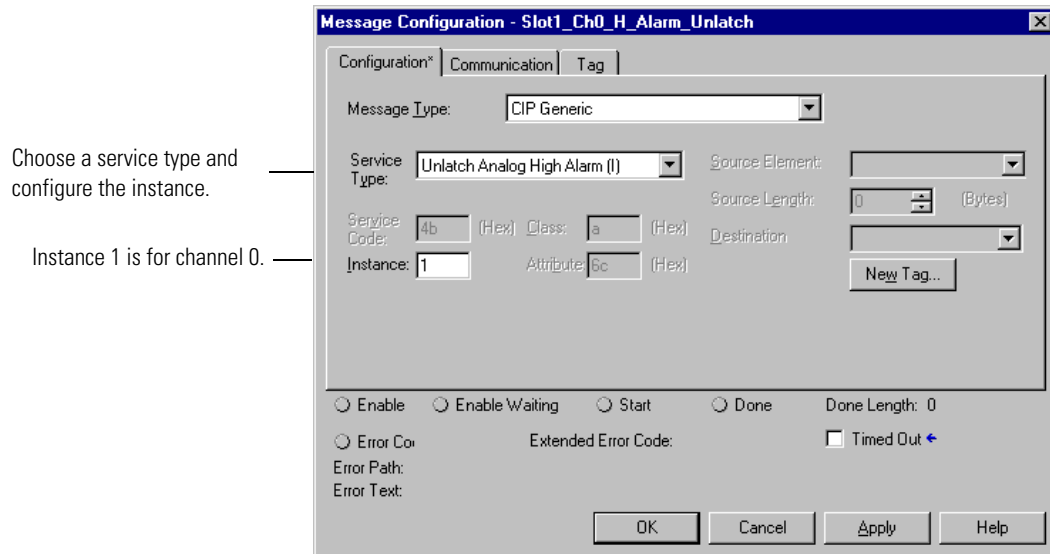 Message Configuration - Slot1_Ch0_H_Alarm_Unlatch
Configuration* Communication Tag
Message Type: CIP Generic
Choose a service type and
configure the instance.
Service
Type: Unlatch Analog High Alarm (I)
Source Element:
Source Length: 0 (Bytes)
Service
Code: 4b (Hex) Class: a (Hex)
Destination
Instance 1 is for channel 0.
Instance: 1 Attribute: 6c (Hex)
New Tag...
Enable Enable Waiting Start Done Done Length: 0
Error Co Extended Error Code: Timed Out
Error Path:
Error Text:
OK Cancel Apply Help